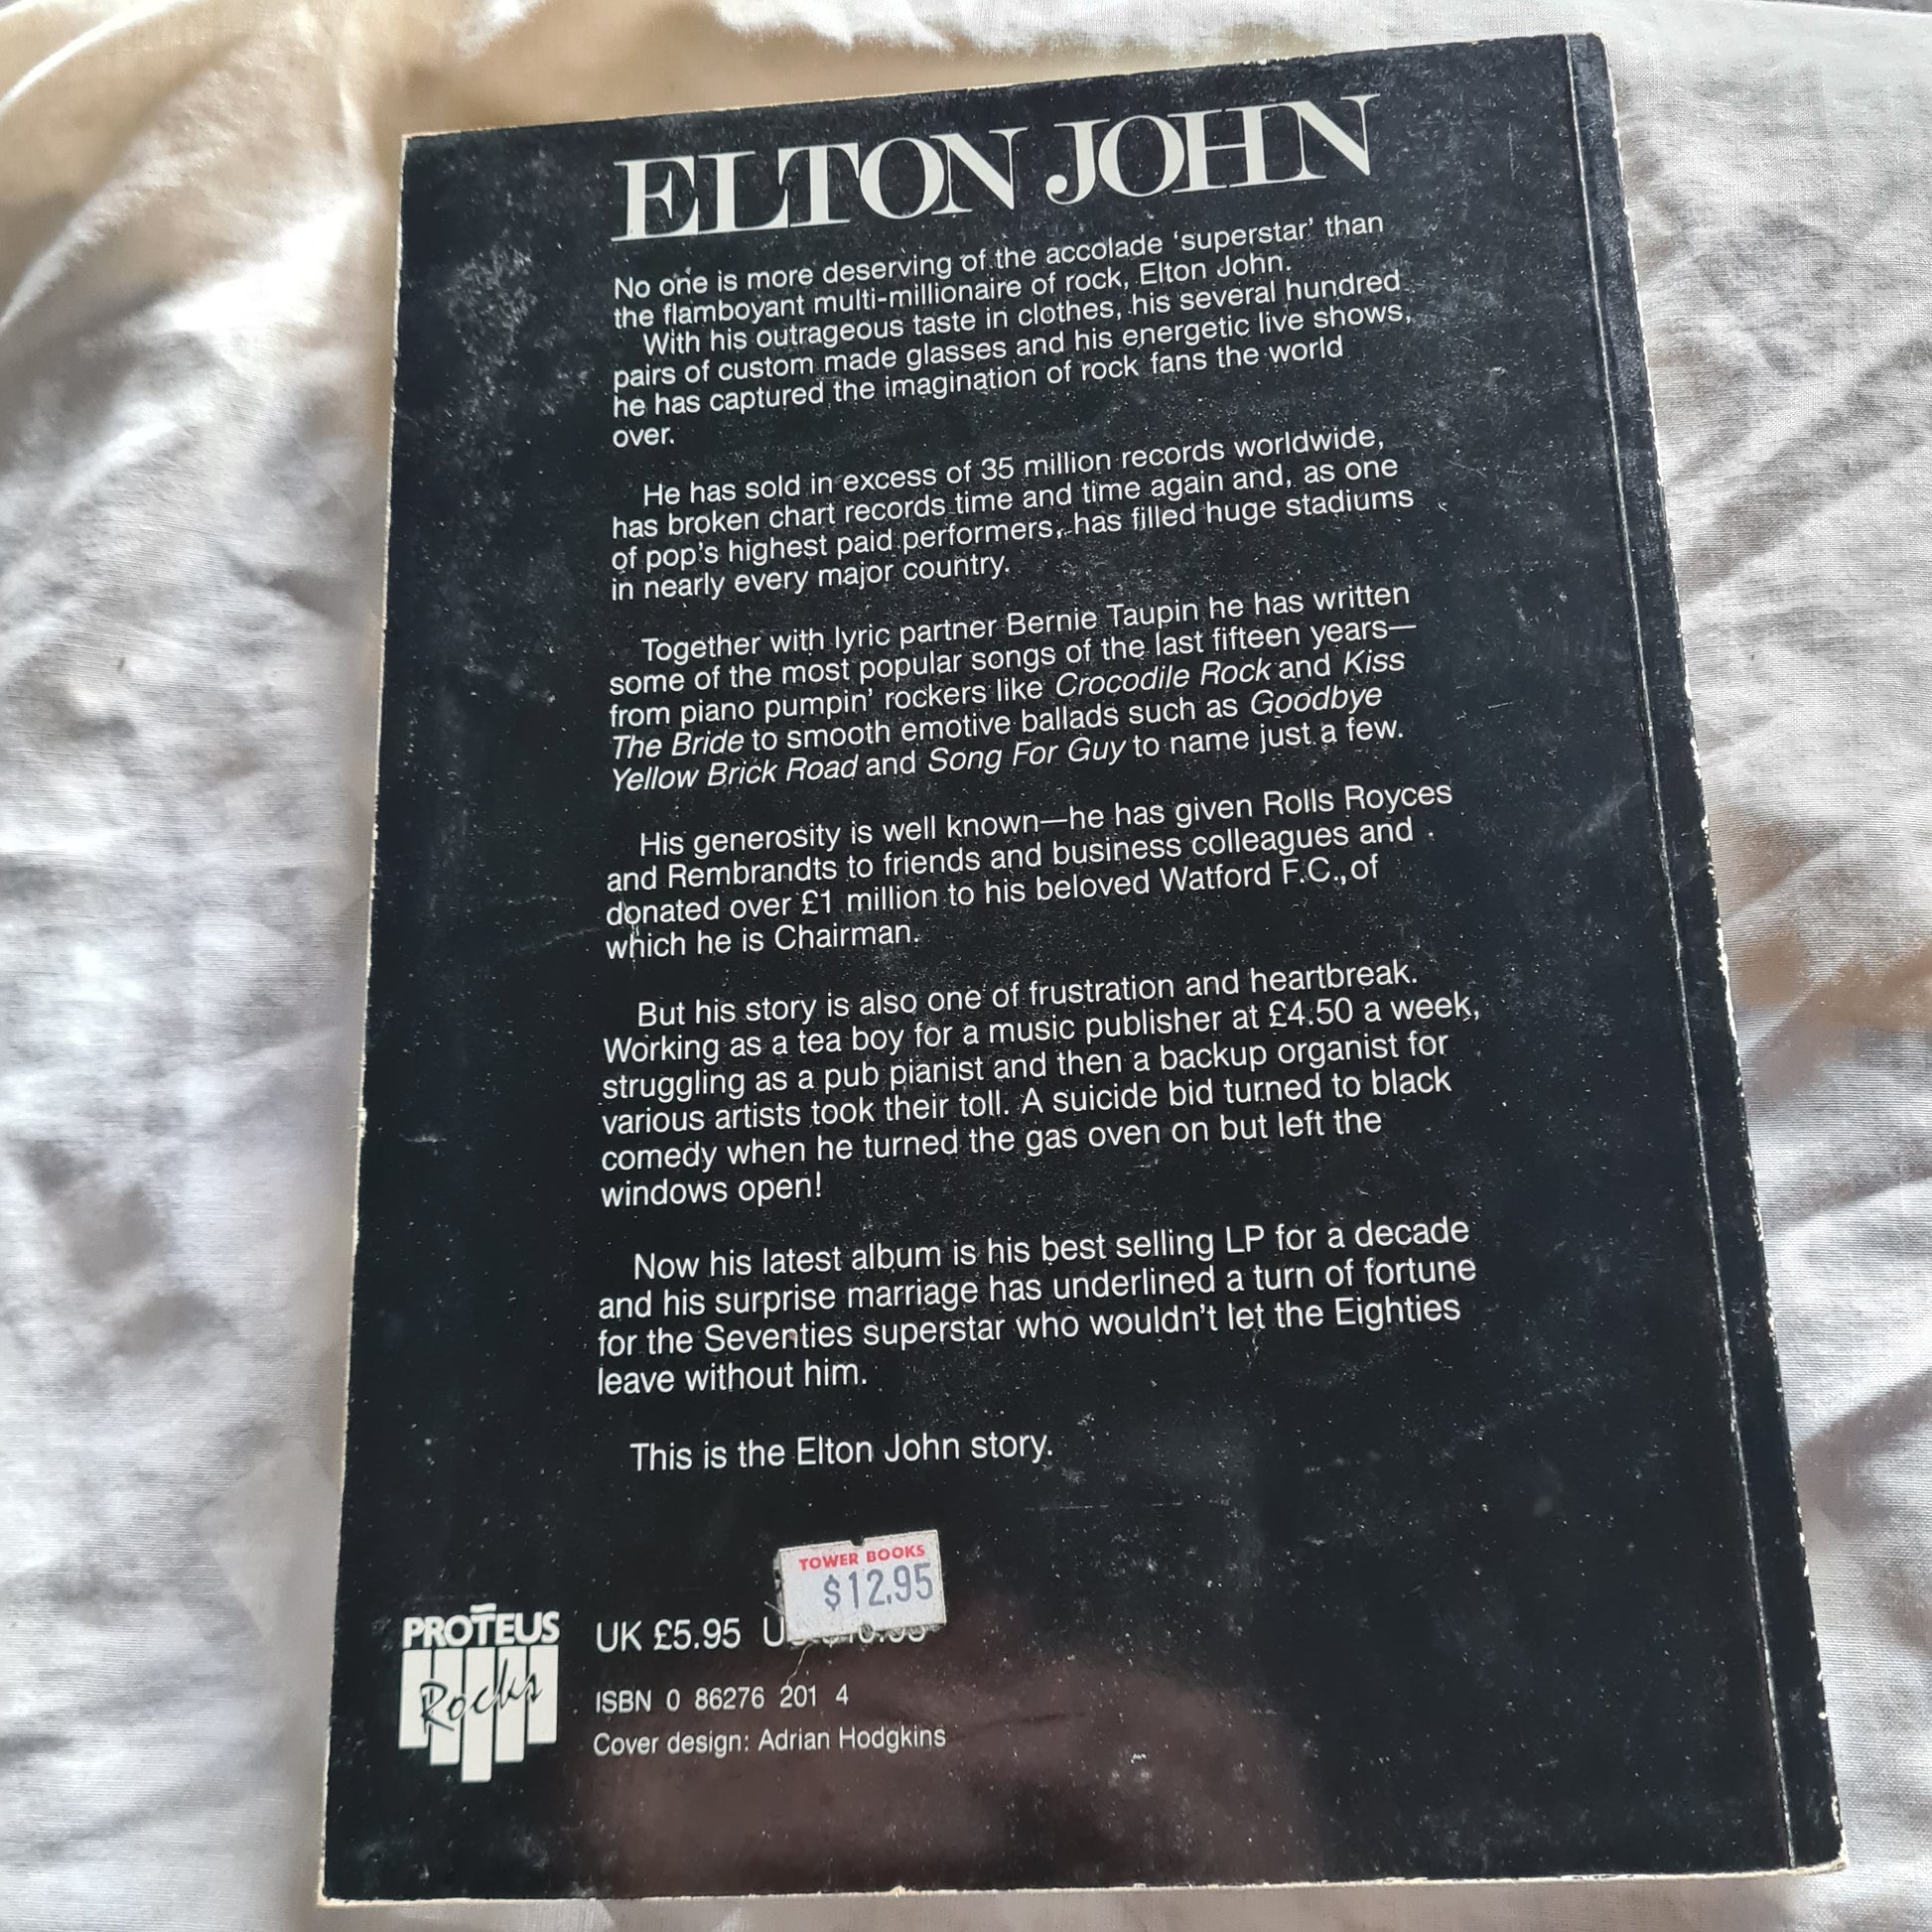 ELTON JOHN
No one is more deserving of the accolade ‘superstar’ than
the flamboyant multi-millionaire of rock, Elton John.
With his outrageous taste in clothes, his several hundred
pairs of custom made glasses and his energetic live shows,
he has captured the imagination of rock fans the world
over.
He has sold in excess of 35 million records worldwide,
has broken chart records time and time again and, as one
of pop’s highest paid performers, has filled huge stadiums
in nearly every major country.
Together with lyric partner Bernie Taupin he has written
some of the most popular songs of the last fifteen years—
from piano pumpin’ rockers like Crocodile Rock and Kiss
The Bride to smooth emotive ballads such as Goodbye
Yellow Brick Road and Song For Guy to name just a few.
His generosity is well known—he has given Rolls Royces
and Rembrandts to friends and business colleagues and
donated over £1 million to his beloved Watford F.C., of
which he is Chairman.
But his story is also one of frustration and heartbreak.
Working as a tea boy for a music publisher at £4.50 a week,
struggling as a pub pianist and then a backup organist for
various artists took their toll. A suicide bid turned to black
comedy when he turned the gas oven on but left the
windows open!
Now his latest album is his best selling LP for a decade
and his surprise marriage has underlined a turn of fortune
for the Seventies superstar who wouldn’t let the Eighties
leave without him.
This is the Elton John story.
TOWER BOOKS
$12.95
PROTEUS
Rocks
UK £5.95
ISBN 0 86276 201 4
Cover design: Adrian Hodgkins